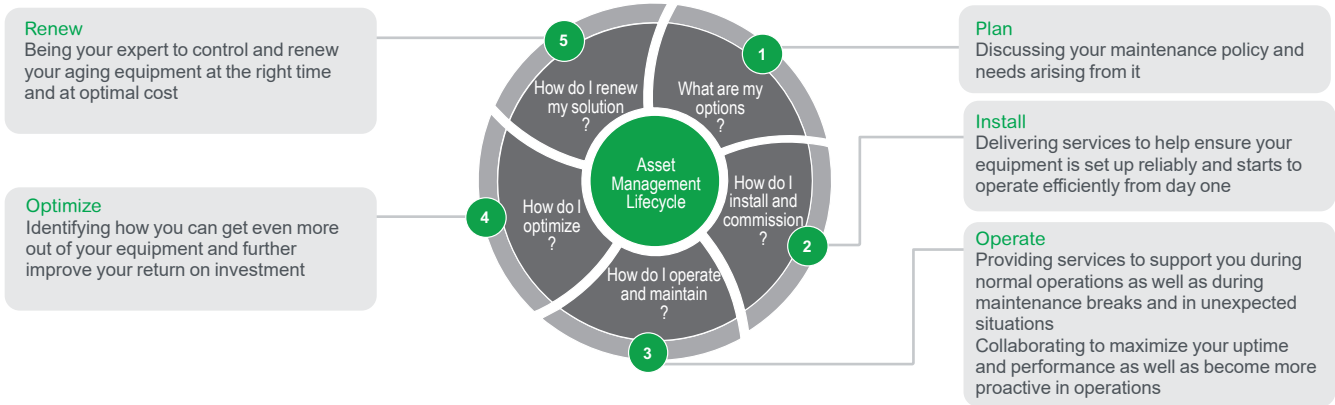 Renew
Being your expert to control and renew
your aging equipment at the right time
and at optimal cost
Optimize
Identifying how you can get even more
out of your equipment and further
improve your return on investment
5
How do I renew
my solution
?
1
What are my
options
?
Asset
Management
Lifecycle
How do I
install and
commission
?
2
4
How do I
optimize?
How do I operate
and maintain
?
3
Plan
Discussing your maintenance policy and
needs arising from it
Install
Delivering services to help ensure your
equipment is set up reliably and starts to
operate efficiently from day one
Operate
Providing services to support you during
normal operations as well as during
maintenance breaks and in unexpected
situations
Collaborating to maximize your uptime
and performance as well as become more
proactive in operations